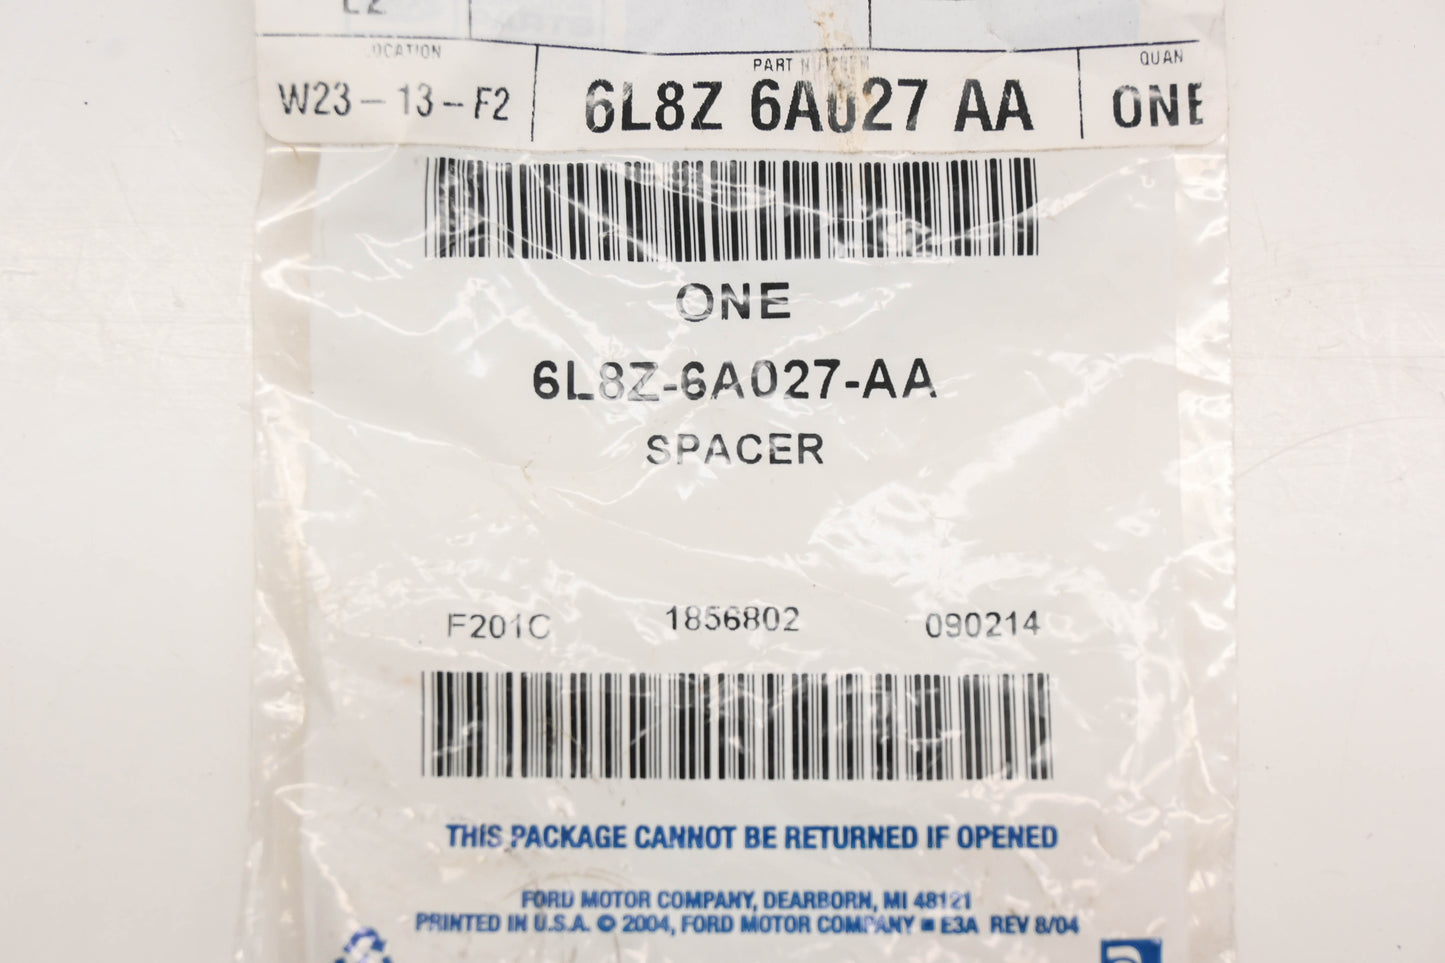 LOCATION
PART NUMBER
QUAN
W23-13-F2
6L8Z 6A027 AA
ONE
ONE
6L8Z-6A027-AA
SPACER
F201C 1856802 090214
THIS PACKAGE CANNOT BE RETURNED IF OPENED
FORD MOTOR COMPANY, DEARBORN, MI 48121
PRINTED IN U.S.A. © 2004, FORD MOTOR COMPANY ■ E3A REV 8/04